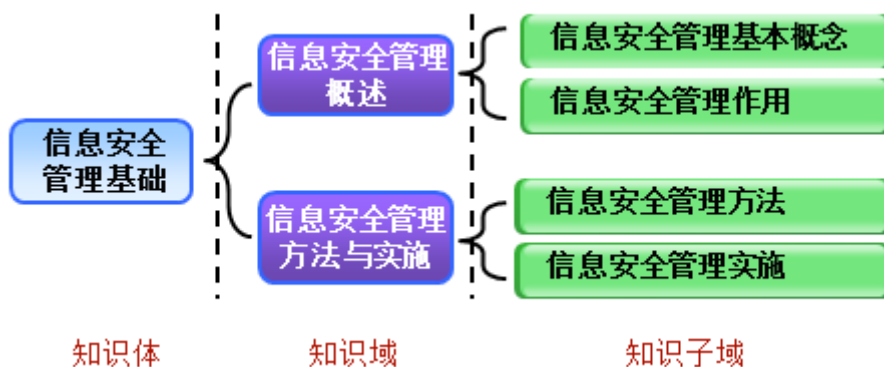 信息安全
管理基础
信息安全管理
概述
信息安全管理
方法与实施
信息安全管理基本概念
信息安全管理作用
信息安全管理方法
信息安全管理实施
知识体
知识域
知识子域